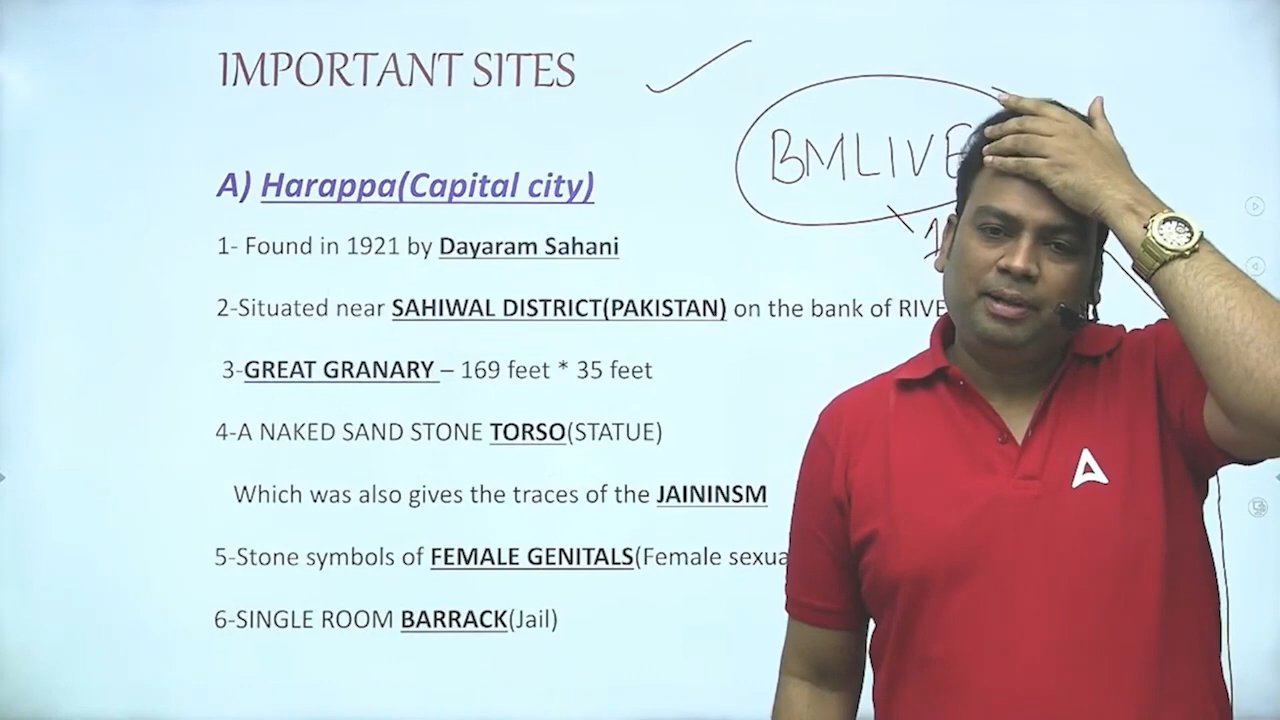 IMPORTANT SITES
BMLIVE
A) Harappa(Capital city)
1- Found in 1921 by Dayaram Sahani
2-Situated near SAHIWAL DISTRICT(PAKISTAN) on the bank of
3-GREAT GRANARY – 169 feet * 35 feet
4-A NAKED SAND STONE TORSO(STATUE)
Which was also gives the traces of the JAININSM
5-Stone symbols of FEMALE GENITALS(Female
6-SINGLE ROOM BARRACK(Jail)